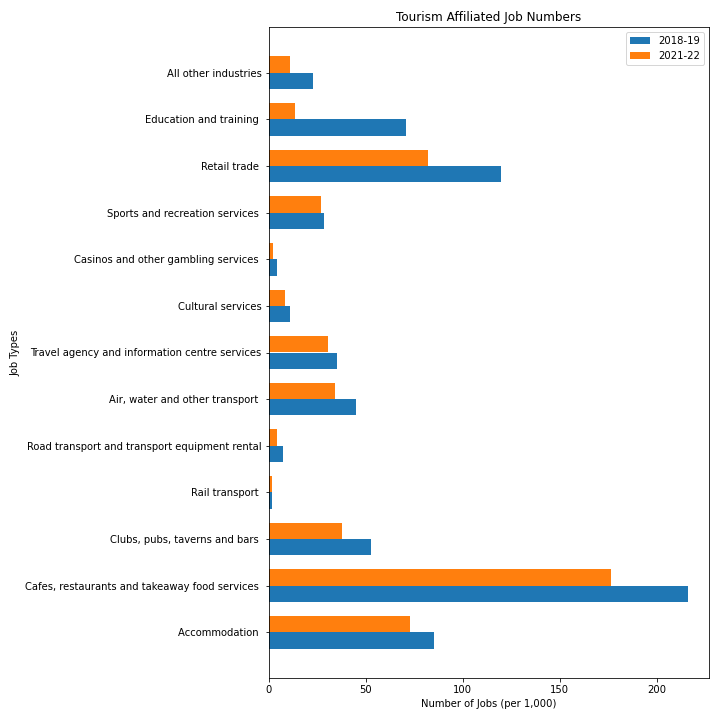 Tourism Affiliated Job Numbers
2018-19
2021-22
All other industries
Education and training
Retail trade
Sports and recreation services
Casinos and other gambling services
Cultural services
Travel agency and information centre services
Air, water and other transport
Road transport and transport equipment rental
Rail transport
Clubs, pubs, taverns and bars
Cafes, restaurants and takeaway food services
Accommodation
Job Types
0 50 100 150 200
Number of Jobs (per 1,000)